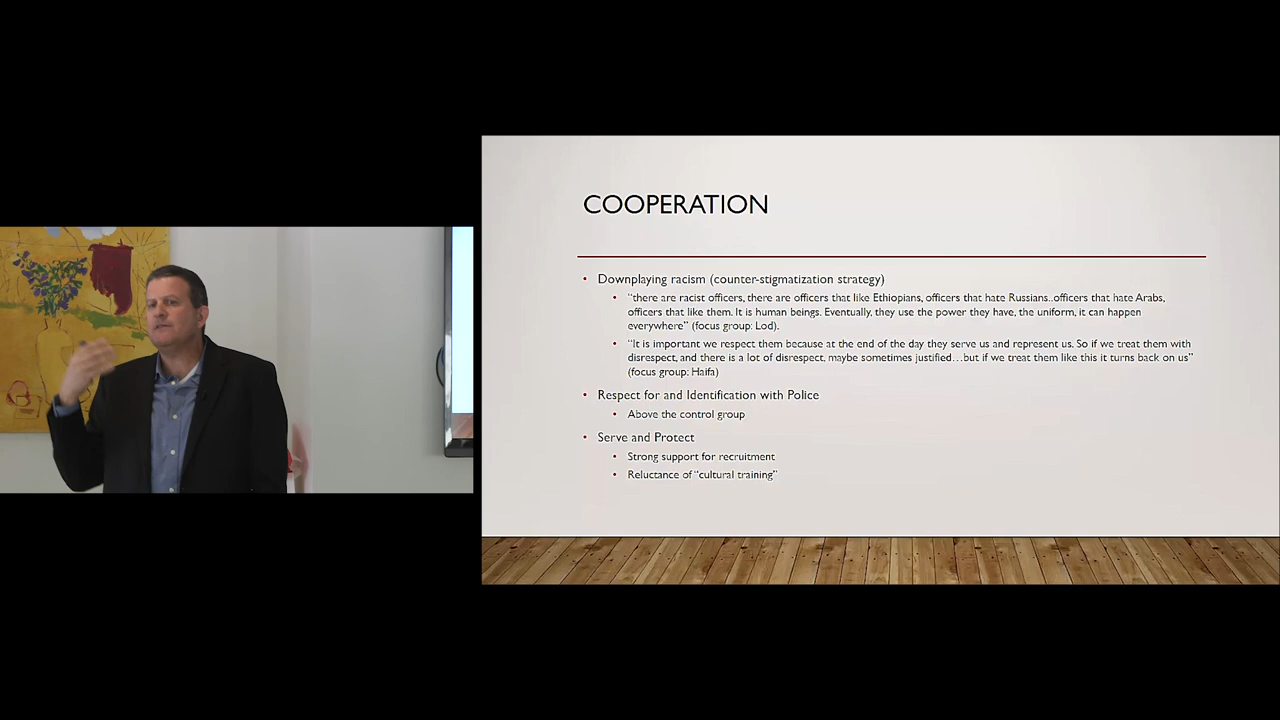 COOPERATION
• Downplaying racism (counter-stigmatization strategy)
• "there are racist officers, there are officers that like Ethiopians, officers that hate Russians..officers that hate Arabs,
officers that like them. It is human beings. Eventually, they use the power they have, the uniform, it can happen
everywhere" (focus group: Lod).
• "It is important we respect them because at the end of the day they serve us and represent us. So if we treat them with
disrespect, and there is a lot of disrespect, maybe sometimes justified…but if we treat them like this it turns back on us"
(focus group: Haifa)
• Respect for and Identification with Police
• Above the control group
• Serve and Protect
• Strong support for recruitment
• Reluctance of "cultural training"